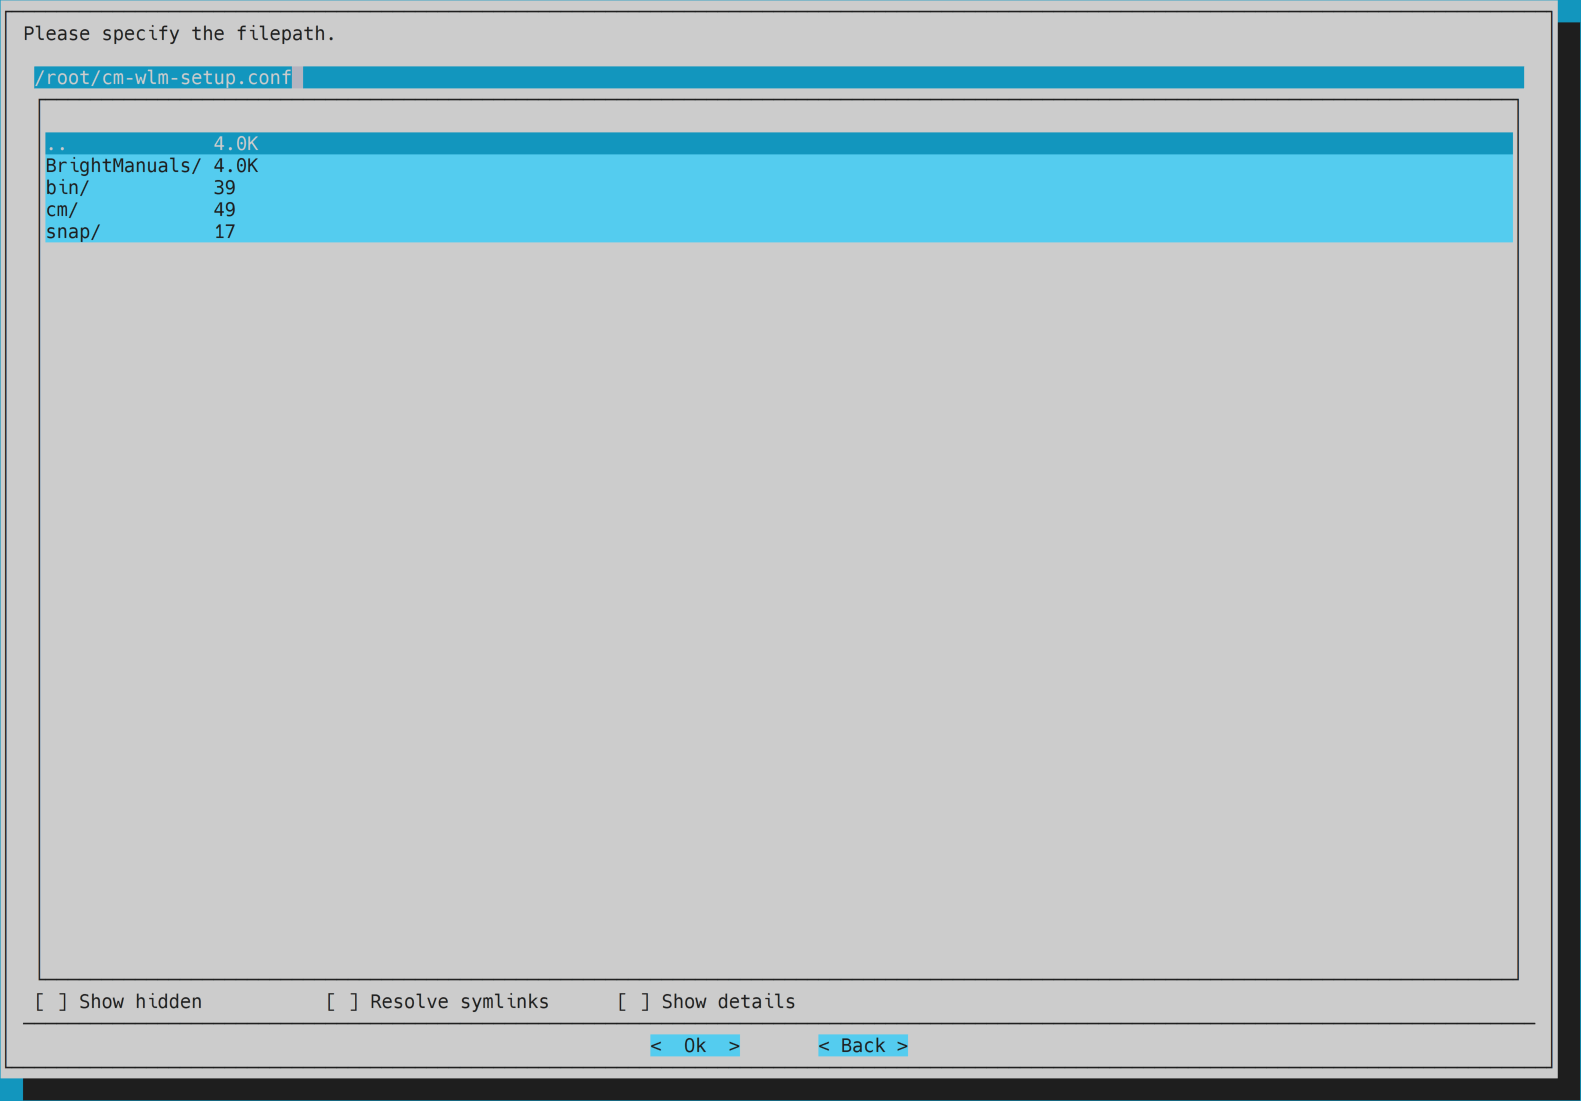 Please specify the filepath.
/root/cm-wlm-setup.conf
.. 4.0K
BrightManuals/ 4.0K
bin/ 39
cm/ 49
snap/ 17
[ ] Show hidden [ ] Resolve symlinks [ ] Show details
< Ok > < Back >